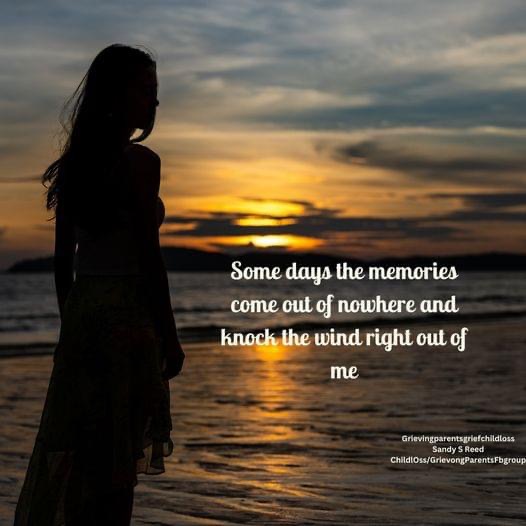 Some days the memories
come out of nowhere and
knock the wind right out of
me
Grievingparentsgriefchildloss
Sandy S Reed
ChildlOss/GrievongParentsFbgroup